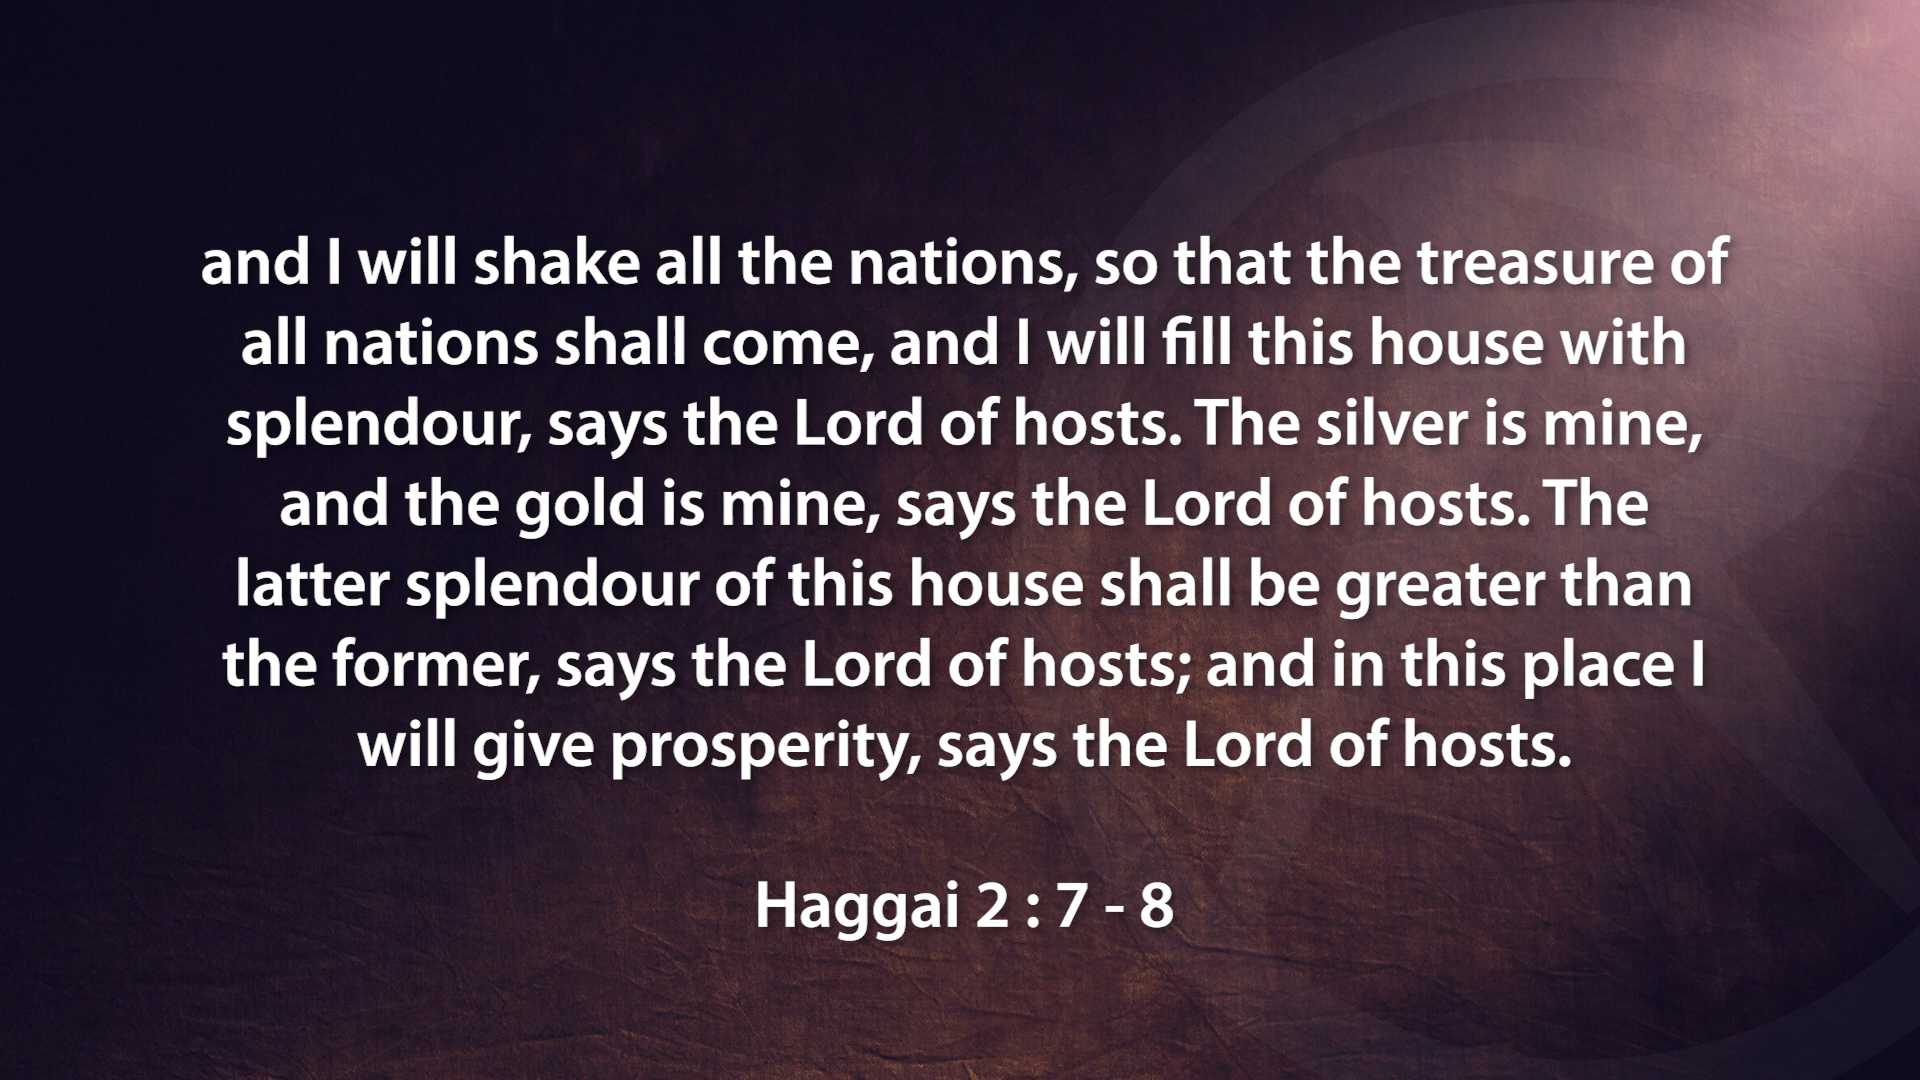 and I will shake all the nations, so that the treasure of
all nations shall come, and I will fill this house with
splendour, says the Lord of hosts. The silver is mine,
and the gold is mine, says the Lord of hosts. The
latter splendour of this house shall be greater than
the former, says the Lord of hosts; and in this place I
will give prosperity, says the Lord of hosts.
Haggai 2 : 7 - 8